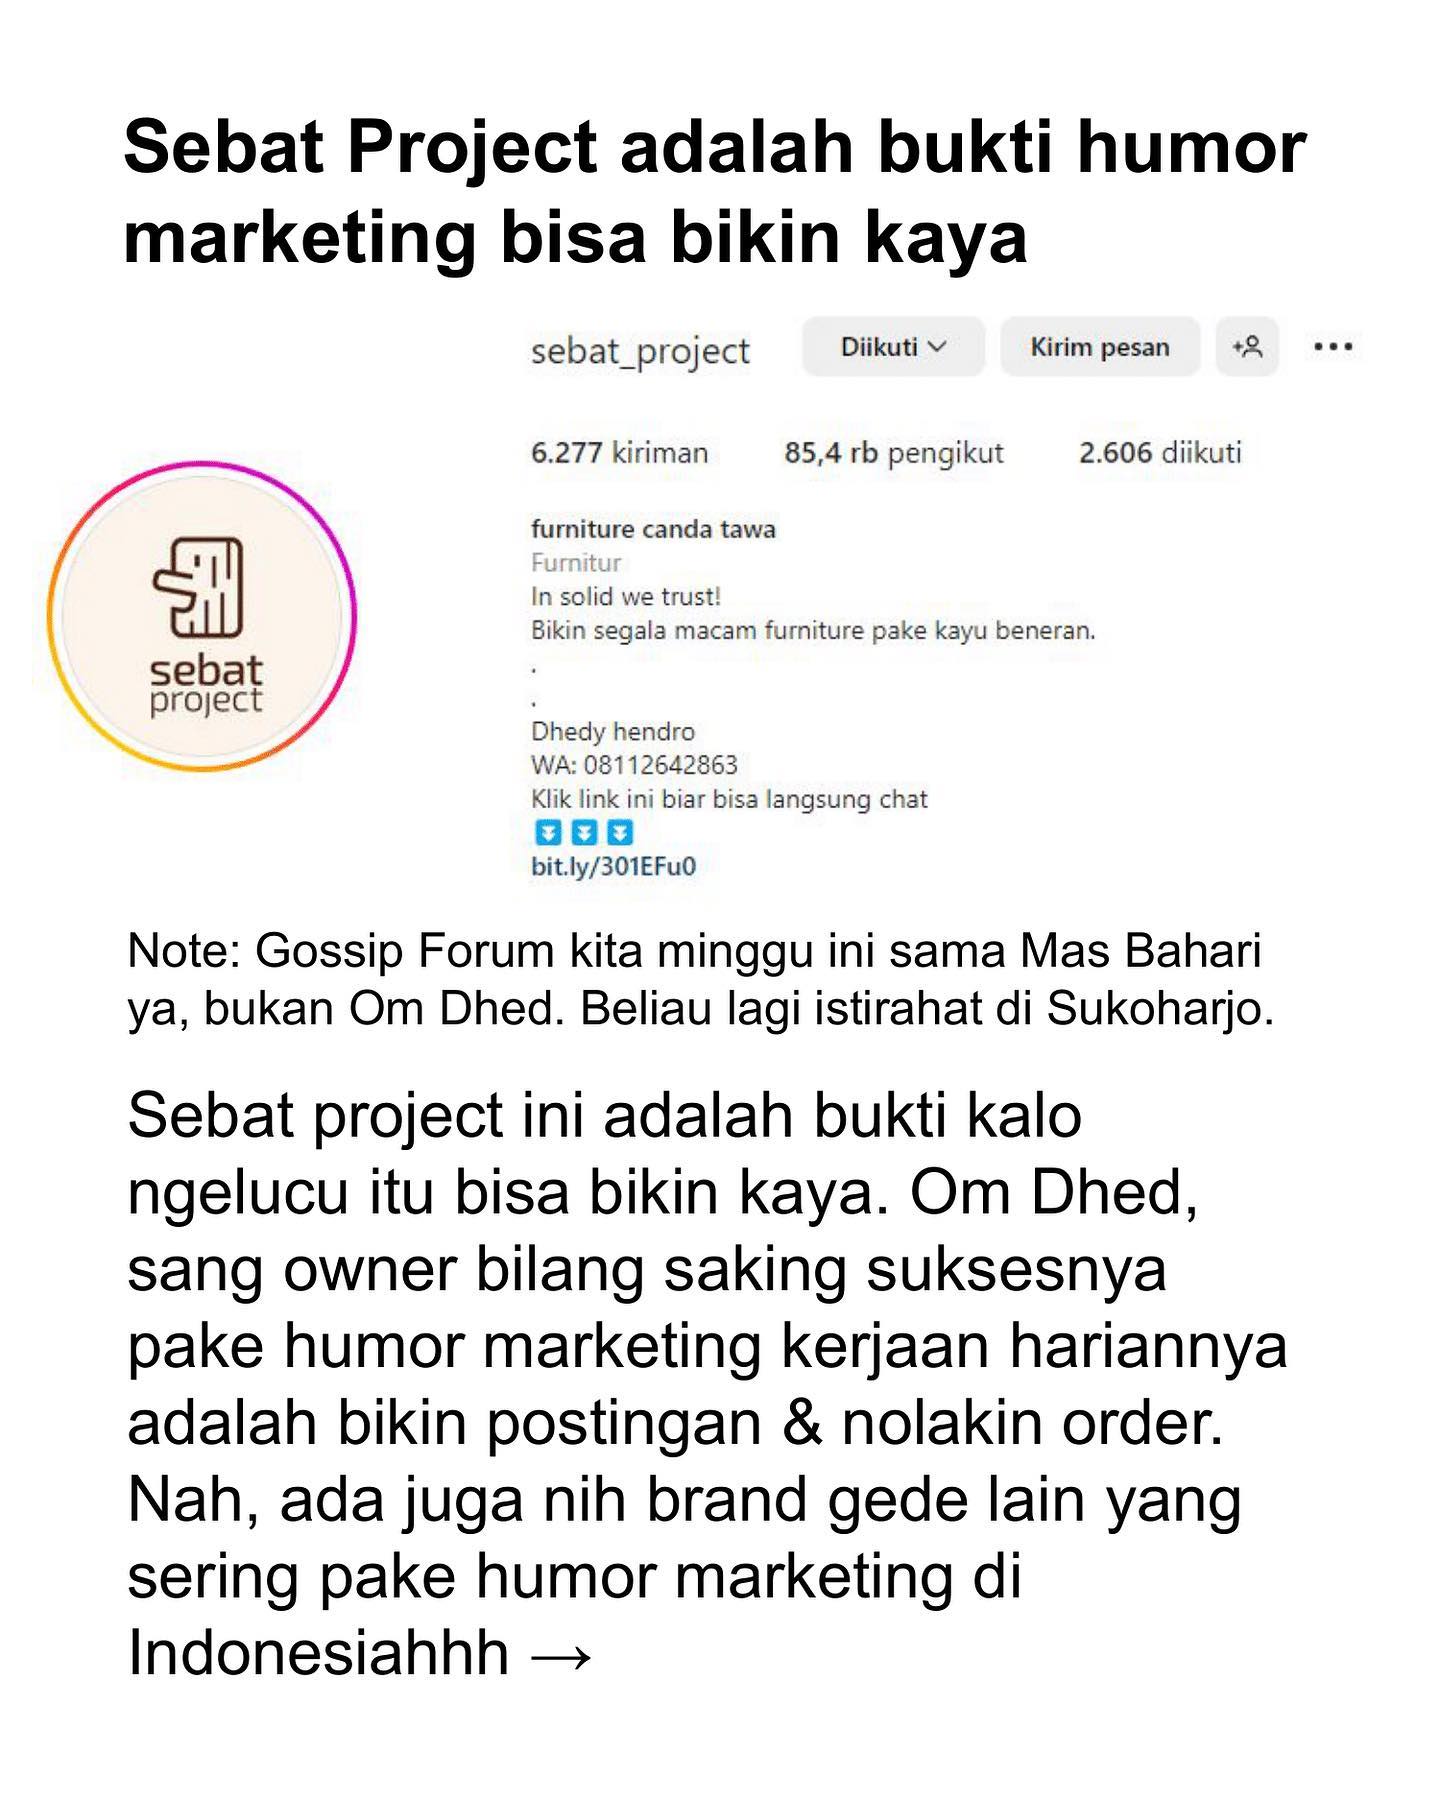 Sebat Project adalah bukti humor
marketing bisa bikin kaya
sebat_project
Diikuti
Kirim pesan
6.277 kiriman
85,4 rb pengikut
2.606 diikuti
sebat
project
furniture canda tawa
Furnitur
In solid we trust!
Bikin segala macam furniture pake kayu beneran.
.
.
Dhedy hendro
WA: 08112642863
Klik link ini biar bisa langsung chat
⏬⏬⏬
bit.ly/301EFu0
Note: Gossip Forum kita minggu ini sama Mas Bahari
ya, bukan Om Dhed. Beliau lagi istirahat di Sukoharjo.
Sebat project ini adalah bukti kalo
ngelucu itu bisa bikin kaya. Om Dhed,
sang owner bilang saking suksesnya
pake humor marketing kerjaan hariannya
adalah bikin postingan & nolakin order.
Nah, ada juga nih brand gede lain yang
sering pake humor marketing di
Indonesiahhh →